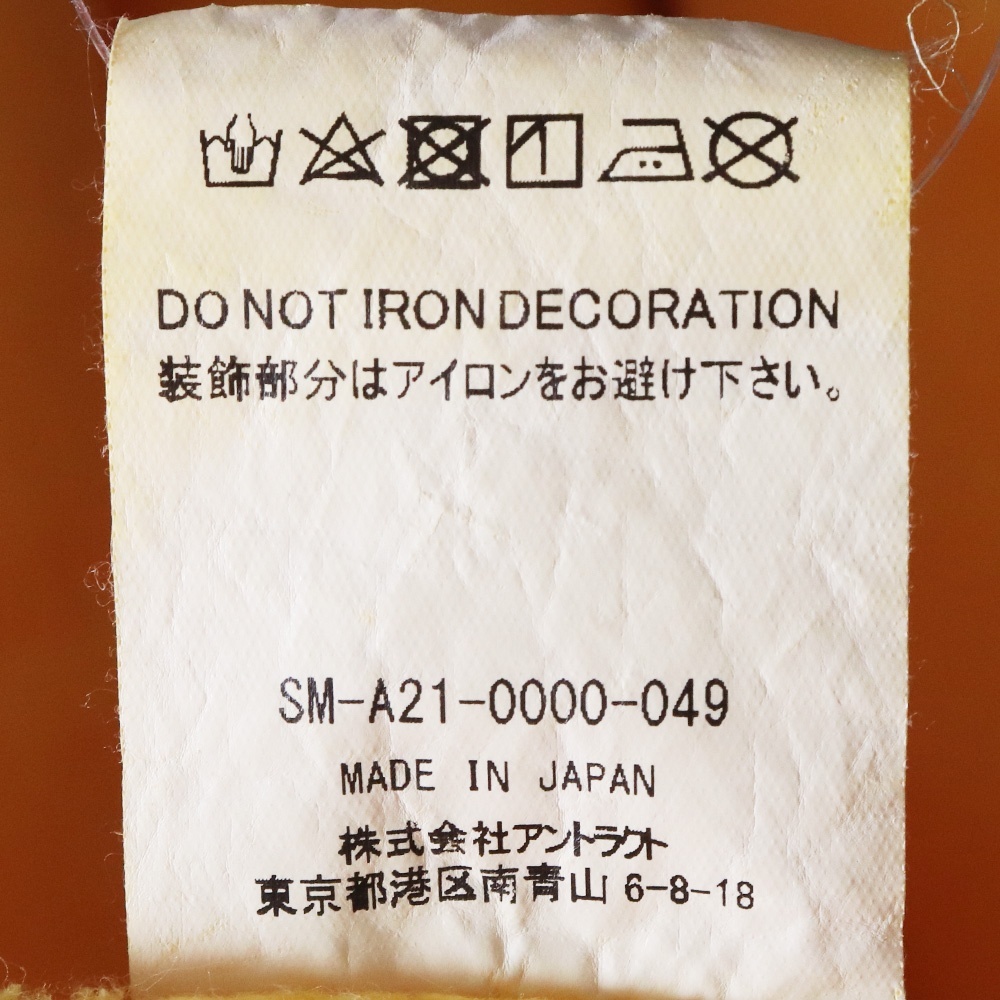 DO NOT IRON DECORATION
装飾部分はアイロンをお避け下さい。
SM-A21-0000-049
MADE IN JAPAN
株式会社アントラクト
東京都港区南青山 6-8-18